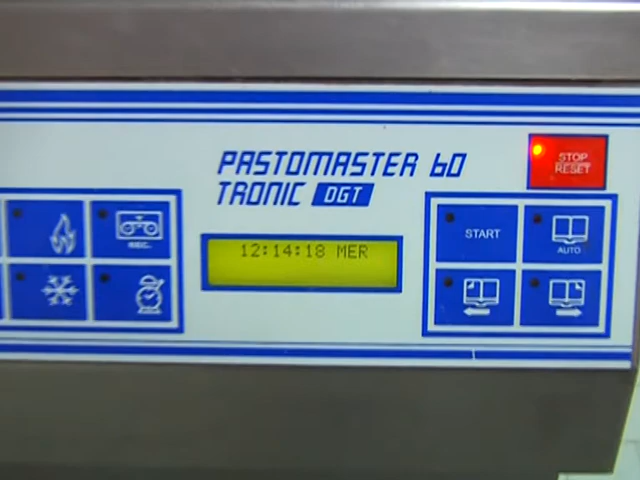 PASTOMASTER 60
TRONIC DGT
STOP
RESET
REC.
12:14:18 MER
START
AUTO